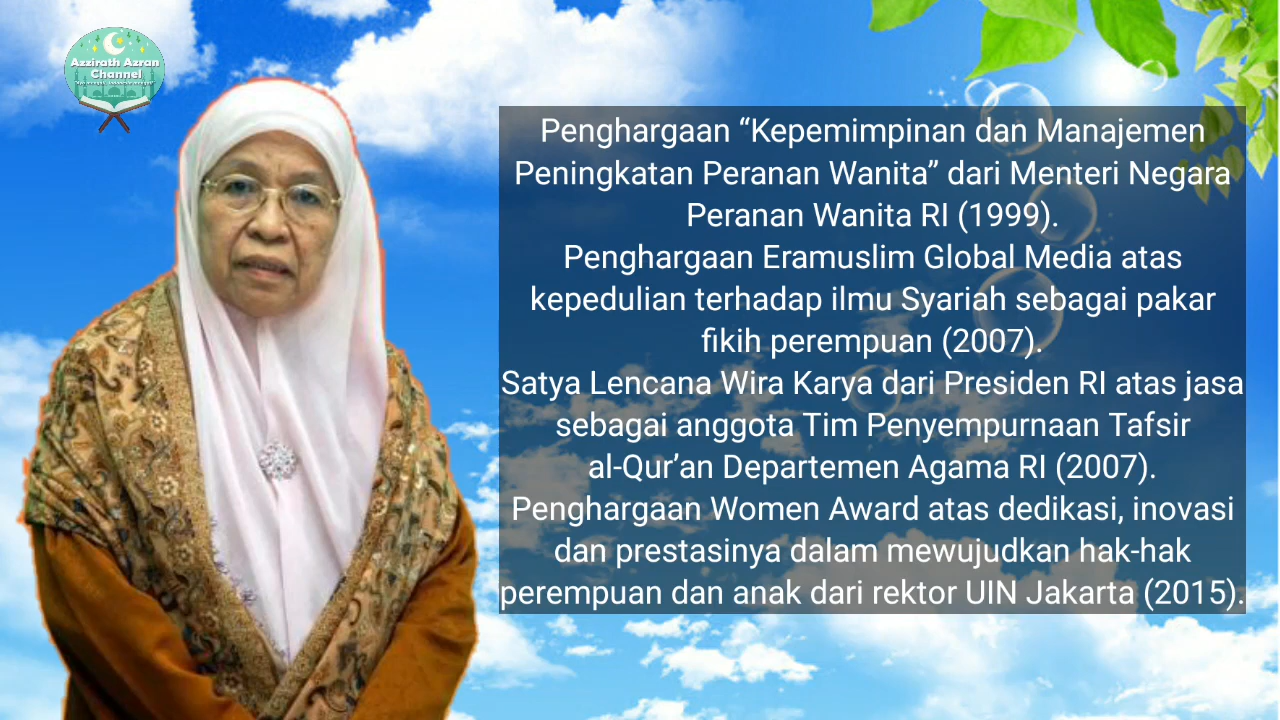 Azzirath Azran
Channel
Penghargaan “Kepemimpinan dan Manajemen
Peningkatan Peranan Wanita” dari Menteri Negara
Peranan Wanita RI (1999).
Penghargaan Eramuslim Global Media atas
kepedulian terhadap ilmu Syariah sebagai pakar
fikih perempuan (2007).
Satya Lencana Wira Karya dari Presiden RI atas jasa
sebagai anggota Tim Penyempurnaan Tafsir
al-Qur’an Departemen Agama RI (2007).
Penghargaan Women Award atas dedikasi, inovasi
dan prestasinya dalam mewujudkan hak-hak
perempuan dan anak dari rektor UIN Jakarta (2015).